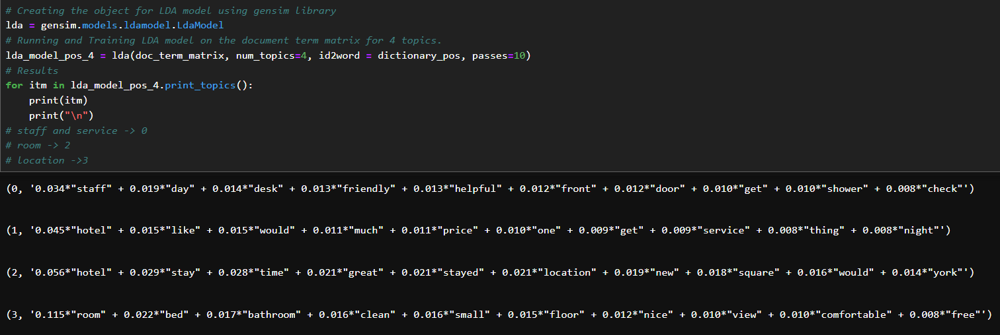 # Creating the object for LDA model using gensim library
lda = gensim.models.ldamodel.LdaModel
# Running and Training LDA model on the document term matrix for 4 topics.
lda_model_pos_4 = lda(doc_term_matrix, num_topics=4, id2word = dictionary_pos, passes=10)
# Results
for itm in lda_model_pos_4.print_topics():
    print(itm)
    print("\n")
# staff and service -> 0
# room -> 2
# location ->3
(0, '0.034*"staff" + 0.019*"day" + 0.014*"desk" + 0.013*"friendly" + 0.013*"helpful" + 0.012*"front" + 0.012*"door" + 0.010*"get" + 0.010*"shower" + 0.008*"check"')
(1, '0.045*"hotel" + 0.015*"like" + 0.015*"would" + 0.011*"much" + 0.011*"price" + 0.010*"one" + 0.009*"get" + 0.009*"service" + 0.008*"thing" + 0.008*"night"')
(2, '0.056*"hotel" + 0.029*"stay" + 0.028*"time" + 0.021*"great" + 0.021*"stayed" + 0.021*"location" + 0.019*"new" + 0.018*"square" + 0.016*"would" + 0.014*"york"')
(3, '0.115*"room" + 0.022*"bed" + 0.017*"bathroom" + 0.016*"clean" + 0.016*"small" + 0.015*"floor" + 0.012*"nice" + 0.010*"view" + 0.010*"comfortable" + 0.008*"free"')